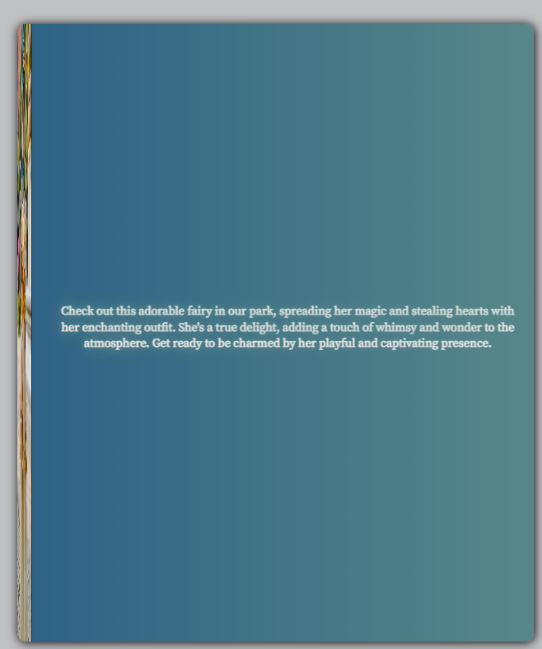 Check out this adorable fairy in our park, spreading her magic and stealing hearts with
her enchanting outfit. She's a true delight, adding a touch of whimsy and wonder to the
atmosphere. Get ready to be charmed by her playful and captivating presence.